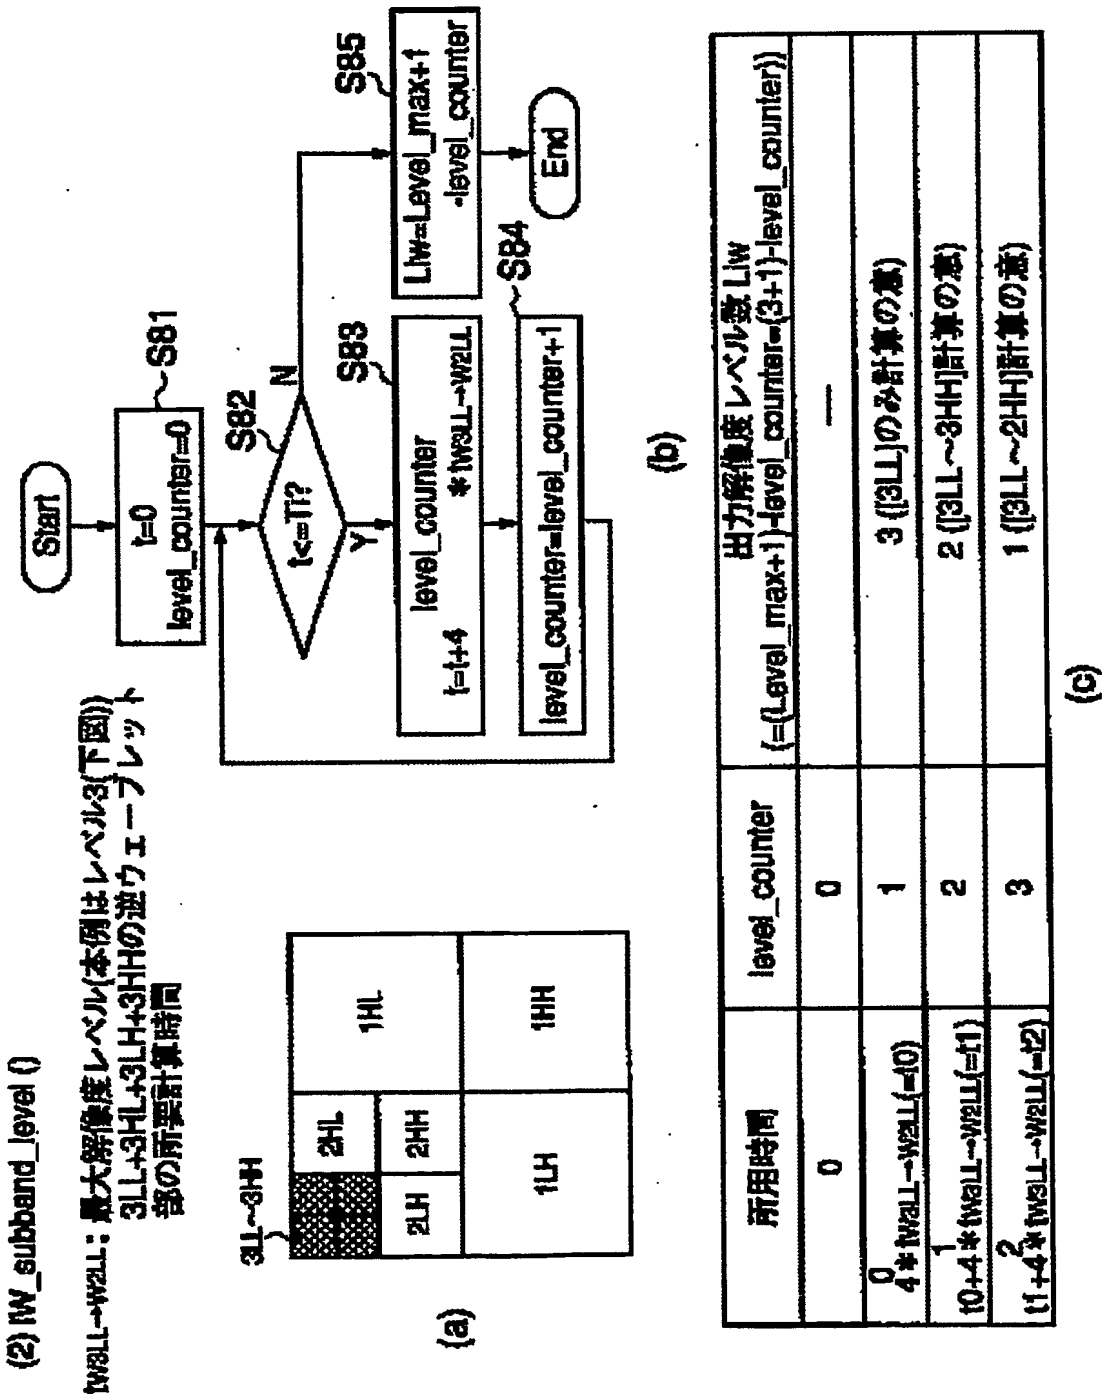 (2) IW_subband_level ()
tW3LL→W2LL; 最大解像度レベル(本例はレベル3(下図))
3LL+3HL+3LH+3HHの逆ウェーブレット
部の所要計算時間
3LL～3HH
2HL
1HL
2LH
2HH
1LH
1HH
(a)
Start
S81
t=0
level_counter=0
S82
t<=Ti?
N
Y
S83
level_counter
t=t+4
*tW3LL→W2LL
S84
level_counter=level_counter+1
S85
Liw=Level_max+1
-level_counter
End
(b)
所用時間
level_counter
出力解像度レベル数 Liw
(=(Level_max+1)-level_counter=(3+1)-level_counter))
0
0
—
0
4*tW3LL→W2LL(=t0)
1
3 ([3LL]のみ計算の意)
1
t0+4*tW3LL→W2LL(=t1)
2
2 ([3LL～3HH]計算の意)
2
t1+4*tW3LL→W2LL(=t2)
3
1 ([3LL～2HH]計算の意)
(c)